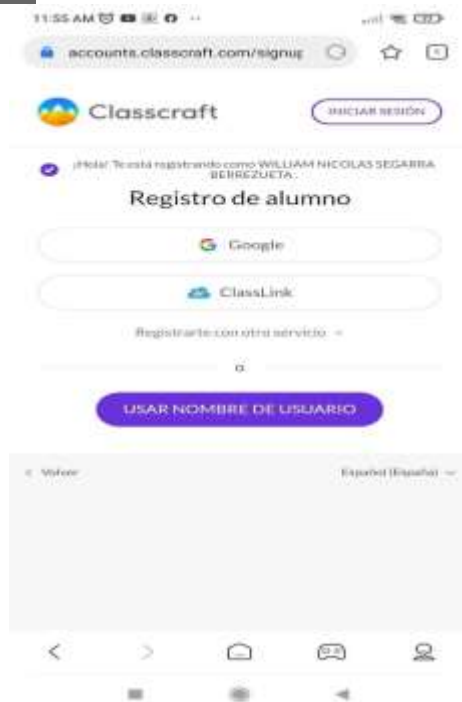 11:55 AM
accounts.classcraft.com/signup
Classcraft
INICIAR SESIÓN
¡Hola! Te está registrando como WILLIAM NICOLAS SEGARRA
BERREZUETA.
Registro de alumno
Google
ClassLink
Registrarte con otro servicio
o
USAR NOMBRE DE USUARIO
< Volver
Español (España)